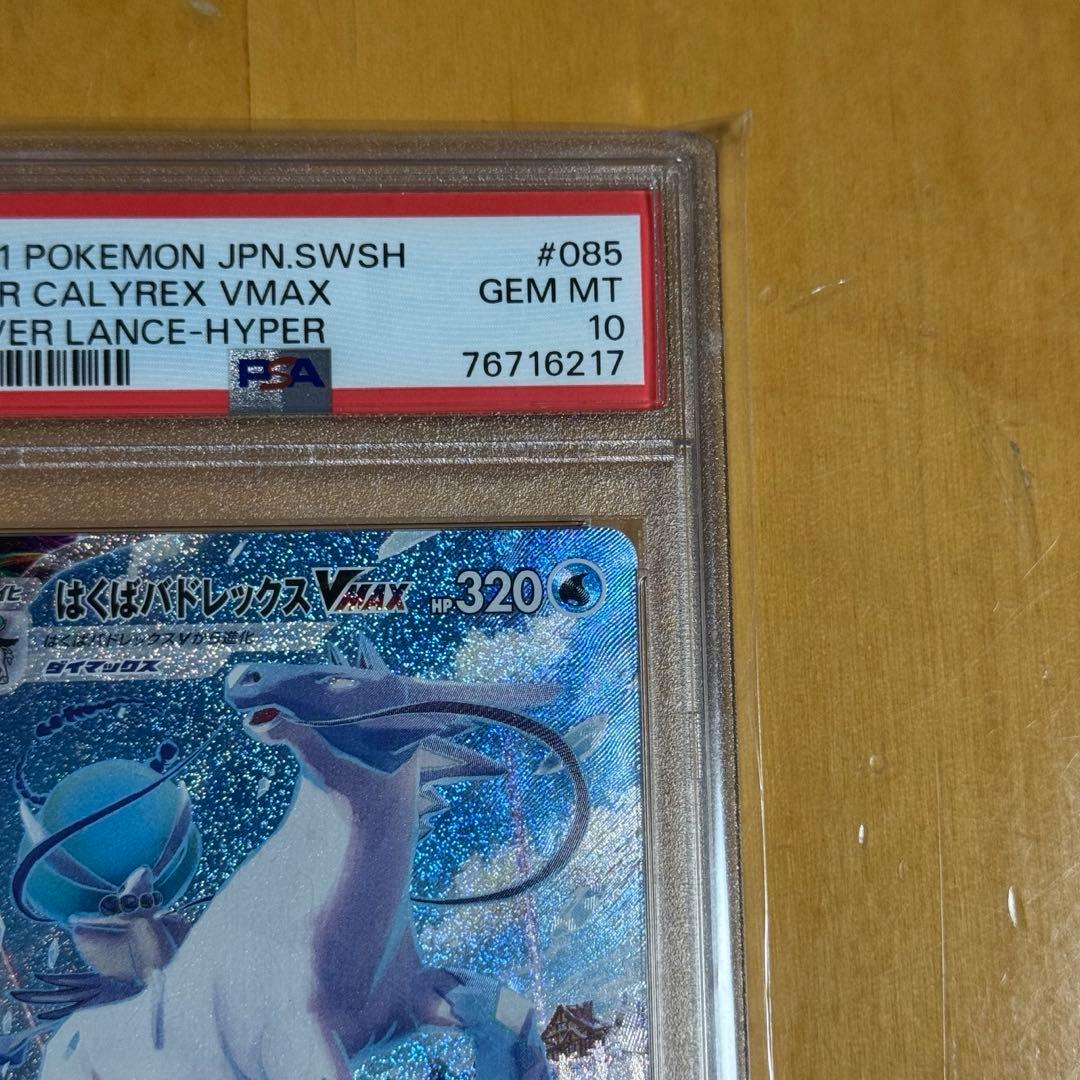 1 POKEMON JPN.SWSH #085
R CALYREX VMAX GEM MT
VER LANCE-HYPER 10
PSA 76716217
はくばバドレックスVMAX HP320
はくばバドレックスVから進化
ダイマックス